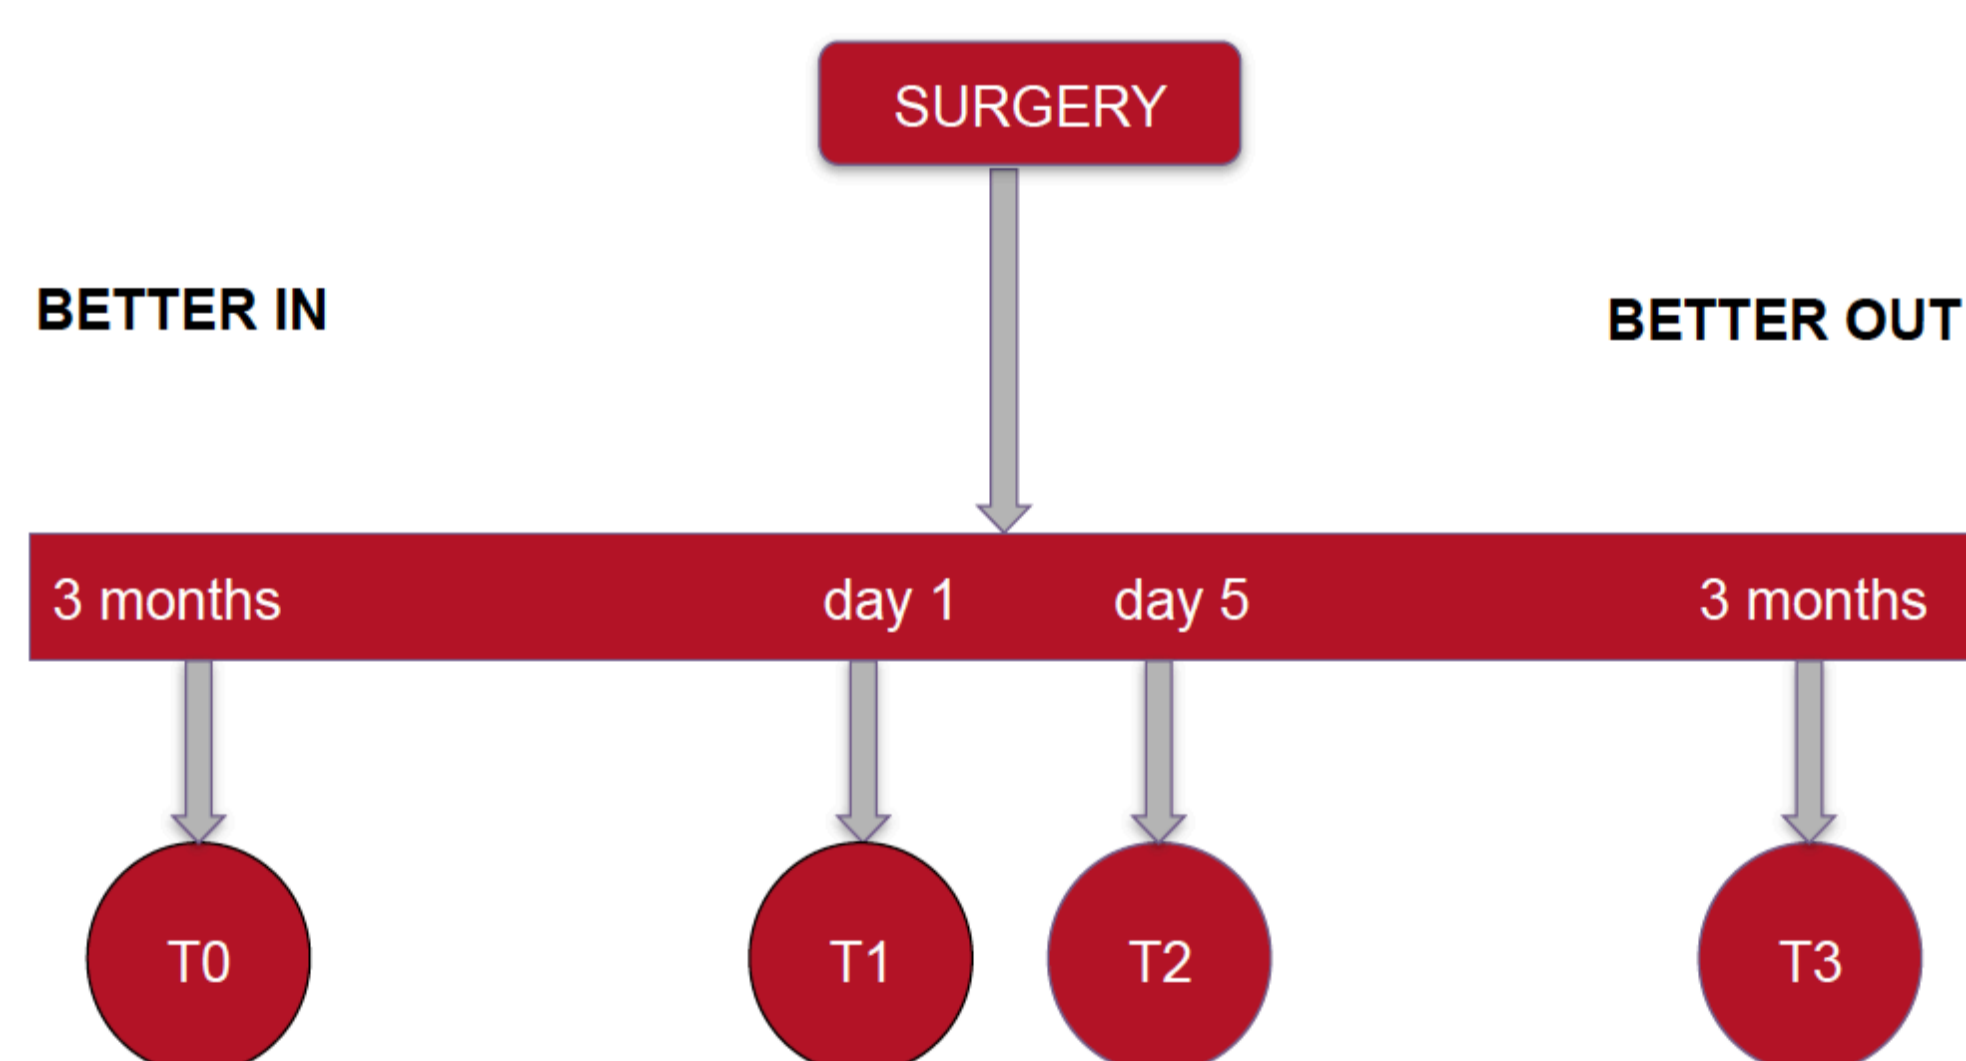 SURGERY
BETTER IN
BETTER OUT
3 months day 1 day 5 3 months
T0 T1 T2 T3